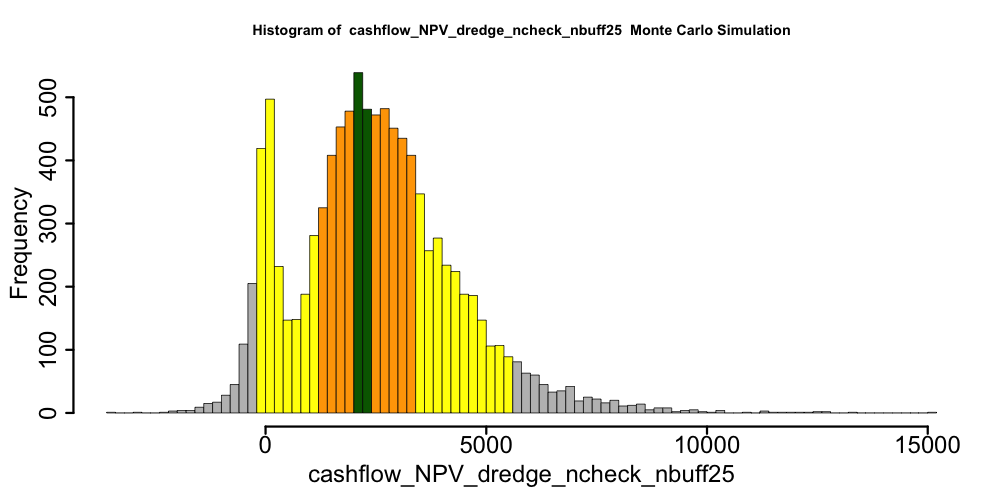 Histogram of  cashflow_NPV_dredge_ncheck_nbuff25  Monte Carlo Simulation
Frequency
500
400
300
200
100
0
0 5000 10000 15000
cashflow_NPV_dredge_ncheck_nbuff25